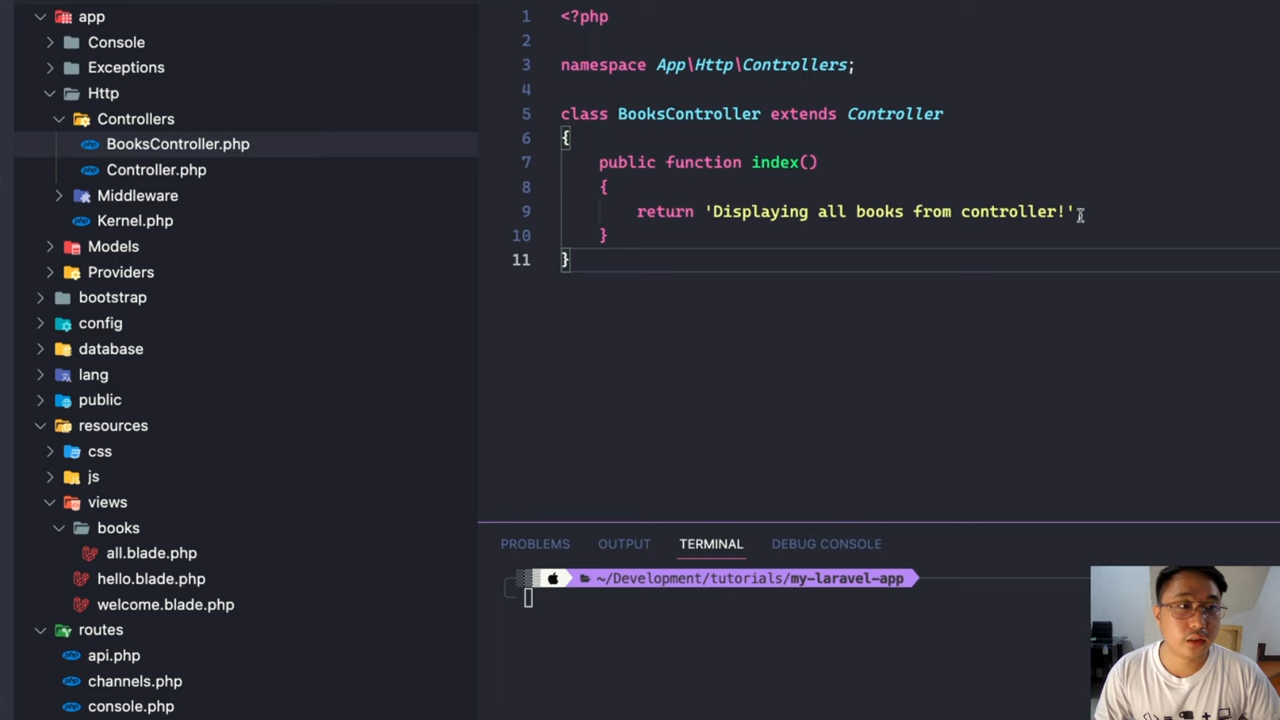 app
Console
Exceptions
Http
Controllers
BooksController.php
Controller.php
Middleware
Kernel.php
Models
Providers
bootstrap
config
database
lang
public
resources
css
js
views
books
all.blade.php
hello.blade.php
welcome.blade.php
routes
api.php
channels.php
console.php
1 <?php
2
3 namespace App\Http\Controllers;
4
5 class BooksController extends Controller
6 {
7 public function index()
8 {
9 return 'Displaying all books from controller!';
10 }
11 }
PROBLEMS OUTPUT TERMINAL DEBUG CONSOLE
~/Development/tutorials/my-laravel-app